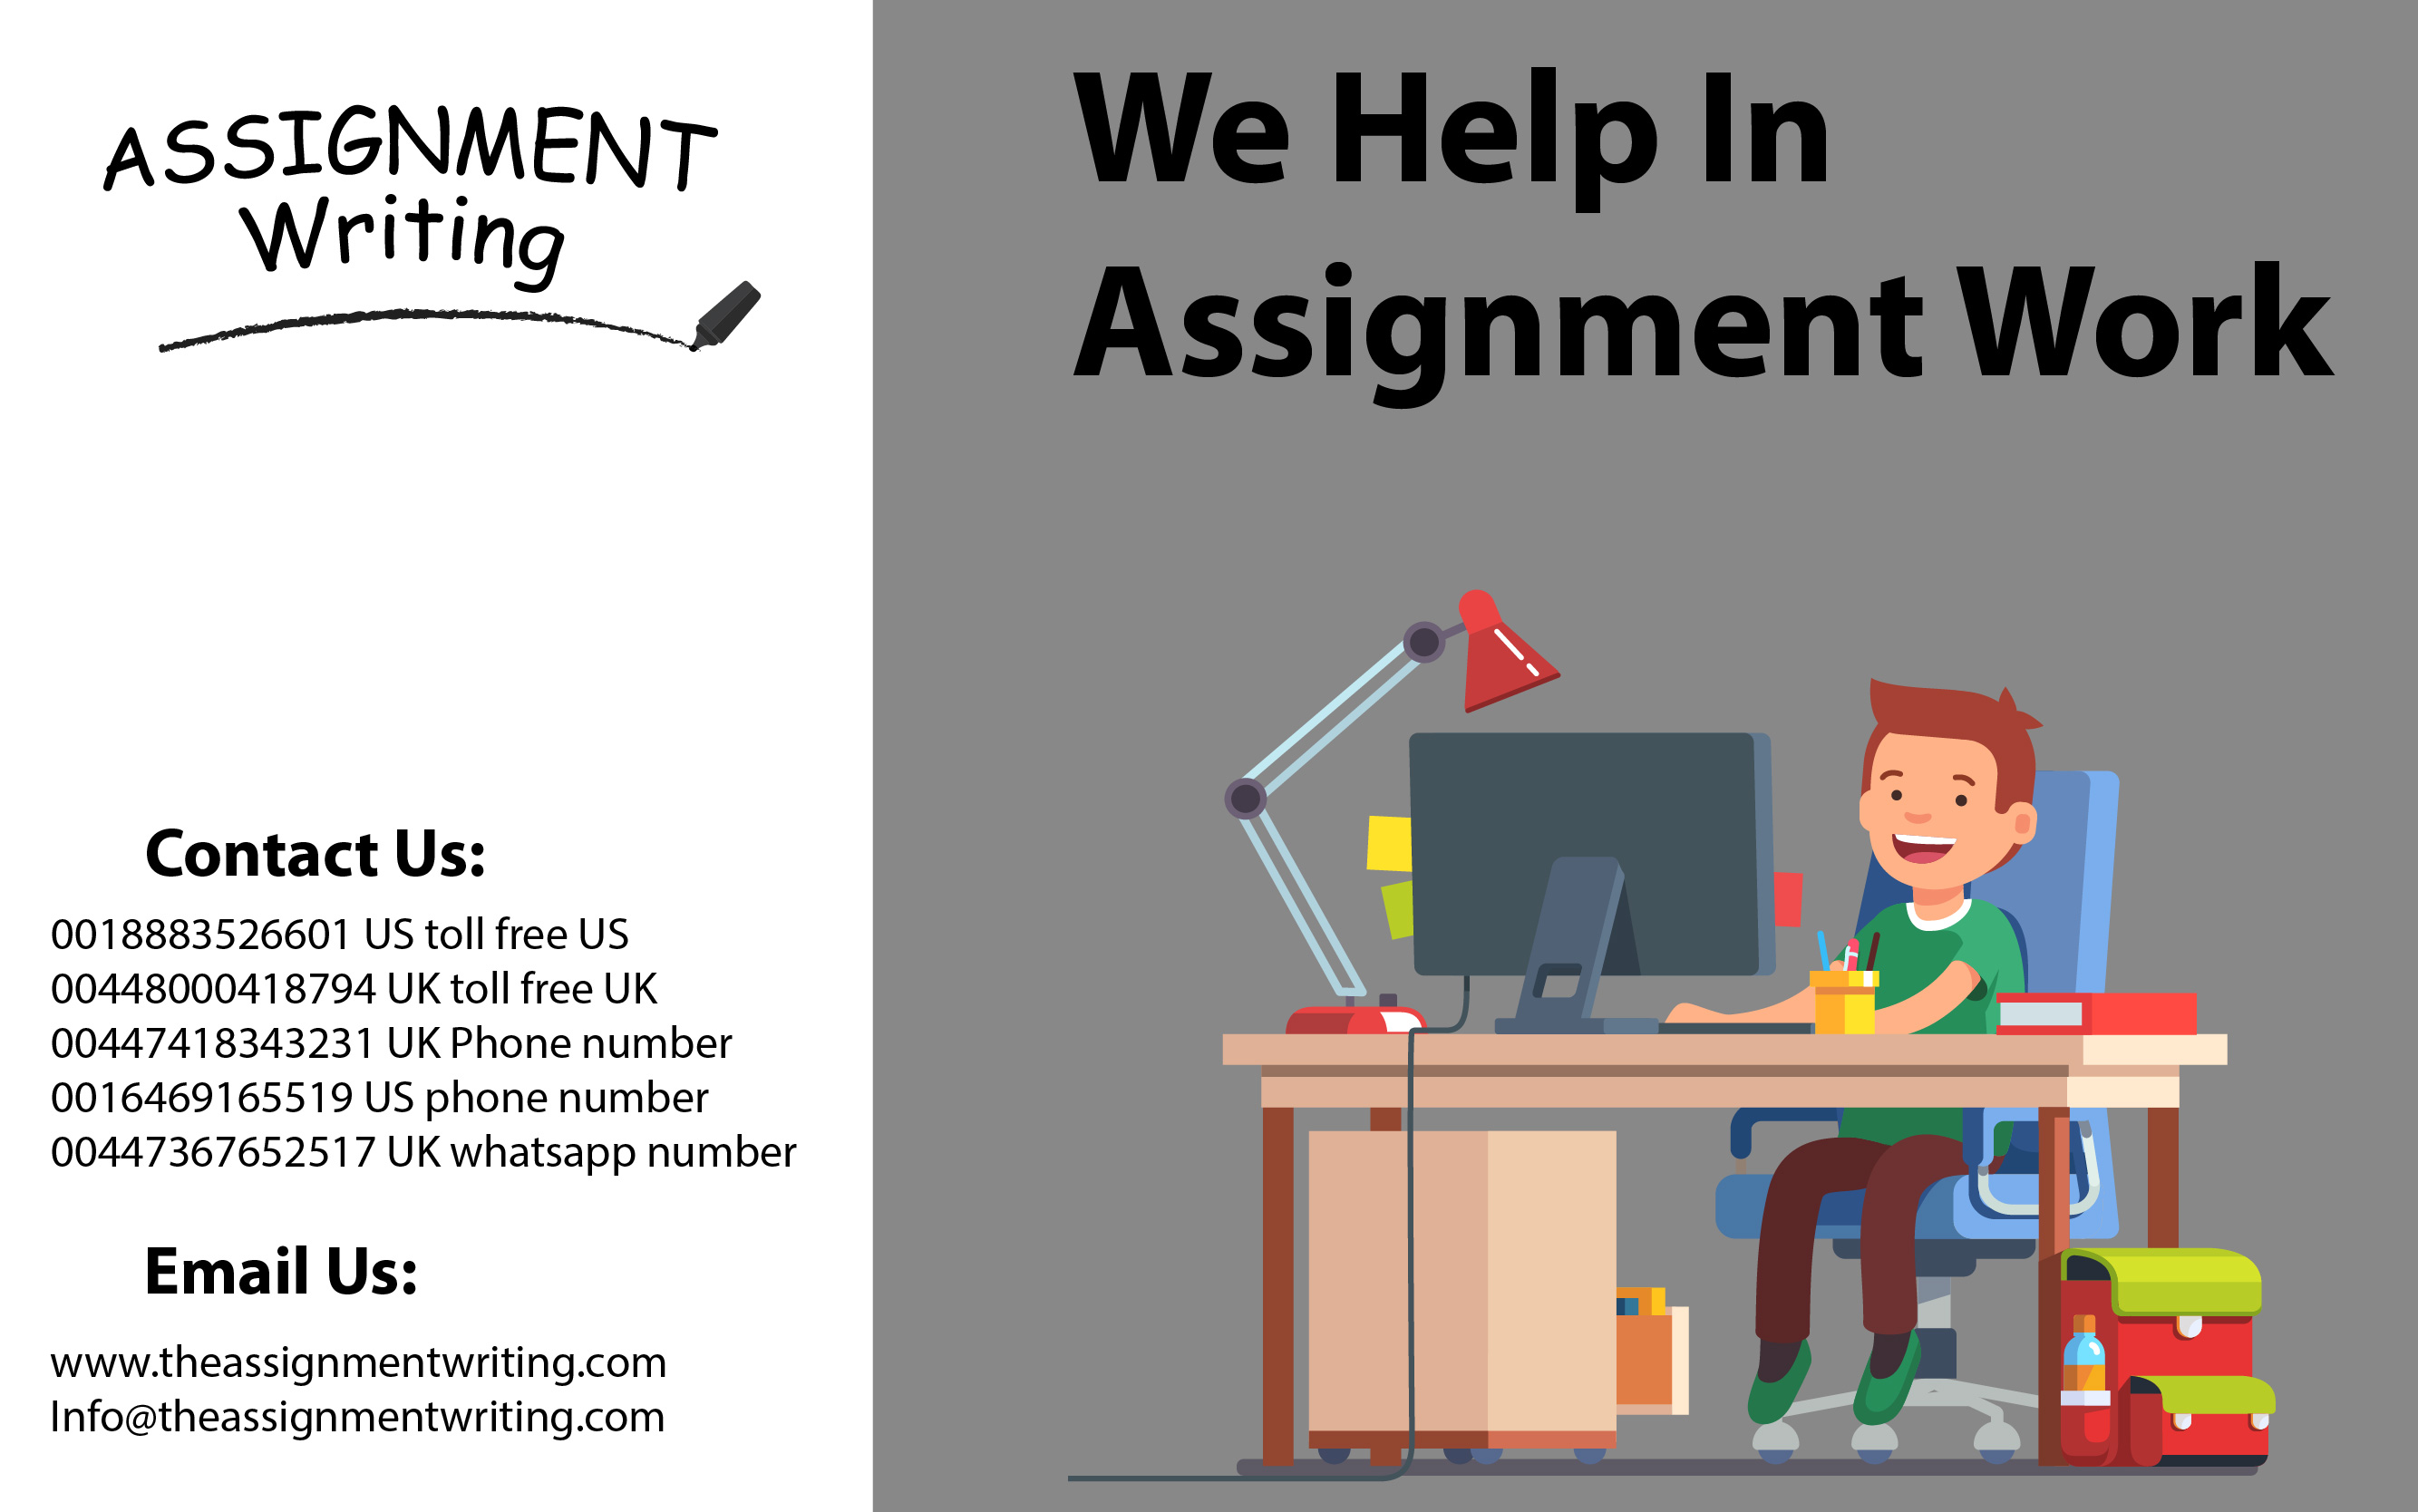 ASSIGNMENT
Writing
We Help In
Assignment Work
Contact Us:
0018883526601 US toll free US
00448000418794 UK toll free UK
00447418343231 UK Phone number
0016469165519 US phone number
00447367652517 UK whatsapp number
Email Us:
www.theassignmentwriting.com
Info@theassignmentwriting.com